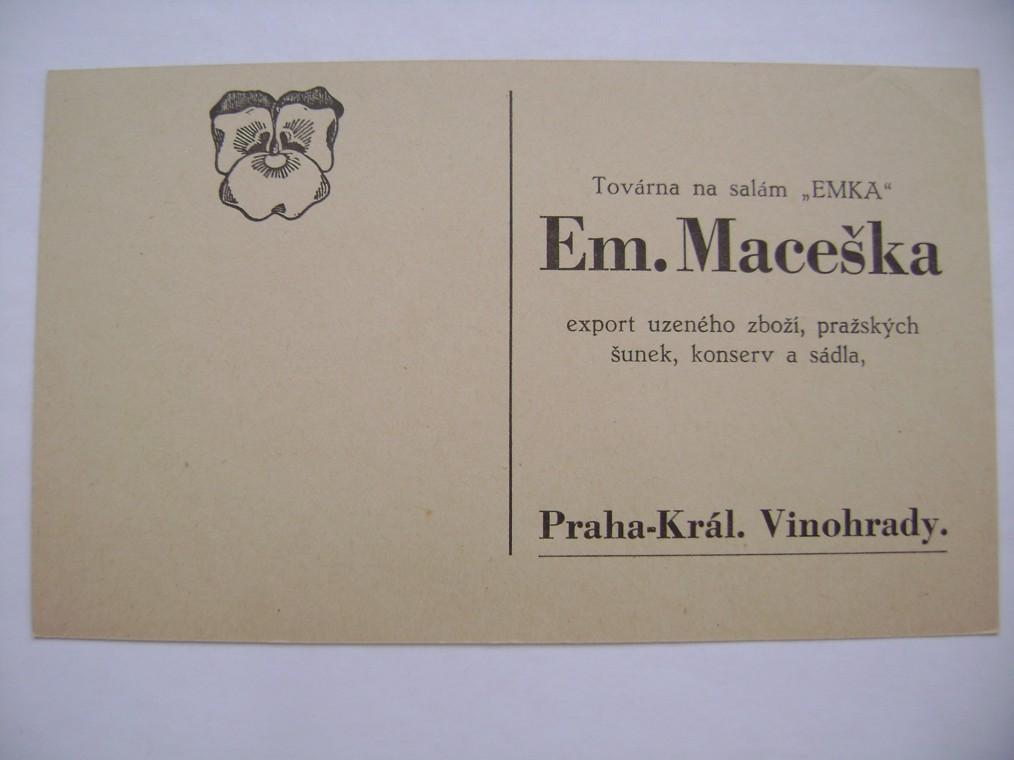 Továrna na salám „EMKA“
Em. Maceška
export uzeného zboží, pražských
šunek, konserv a sádla,
Praha-Král. Vinohrady.